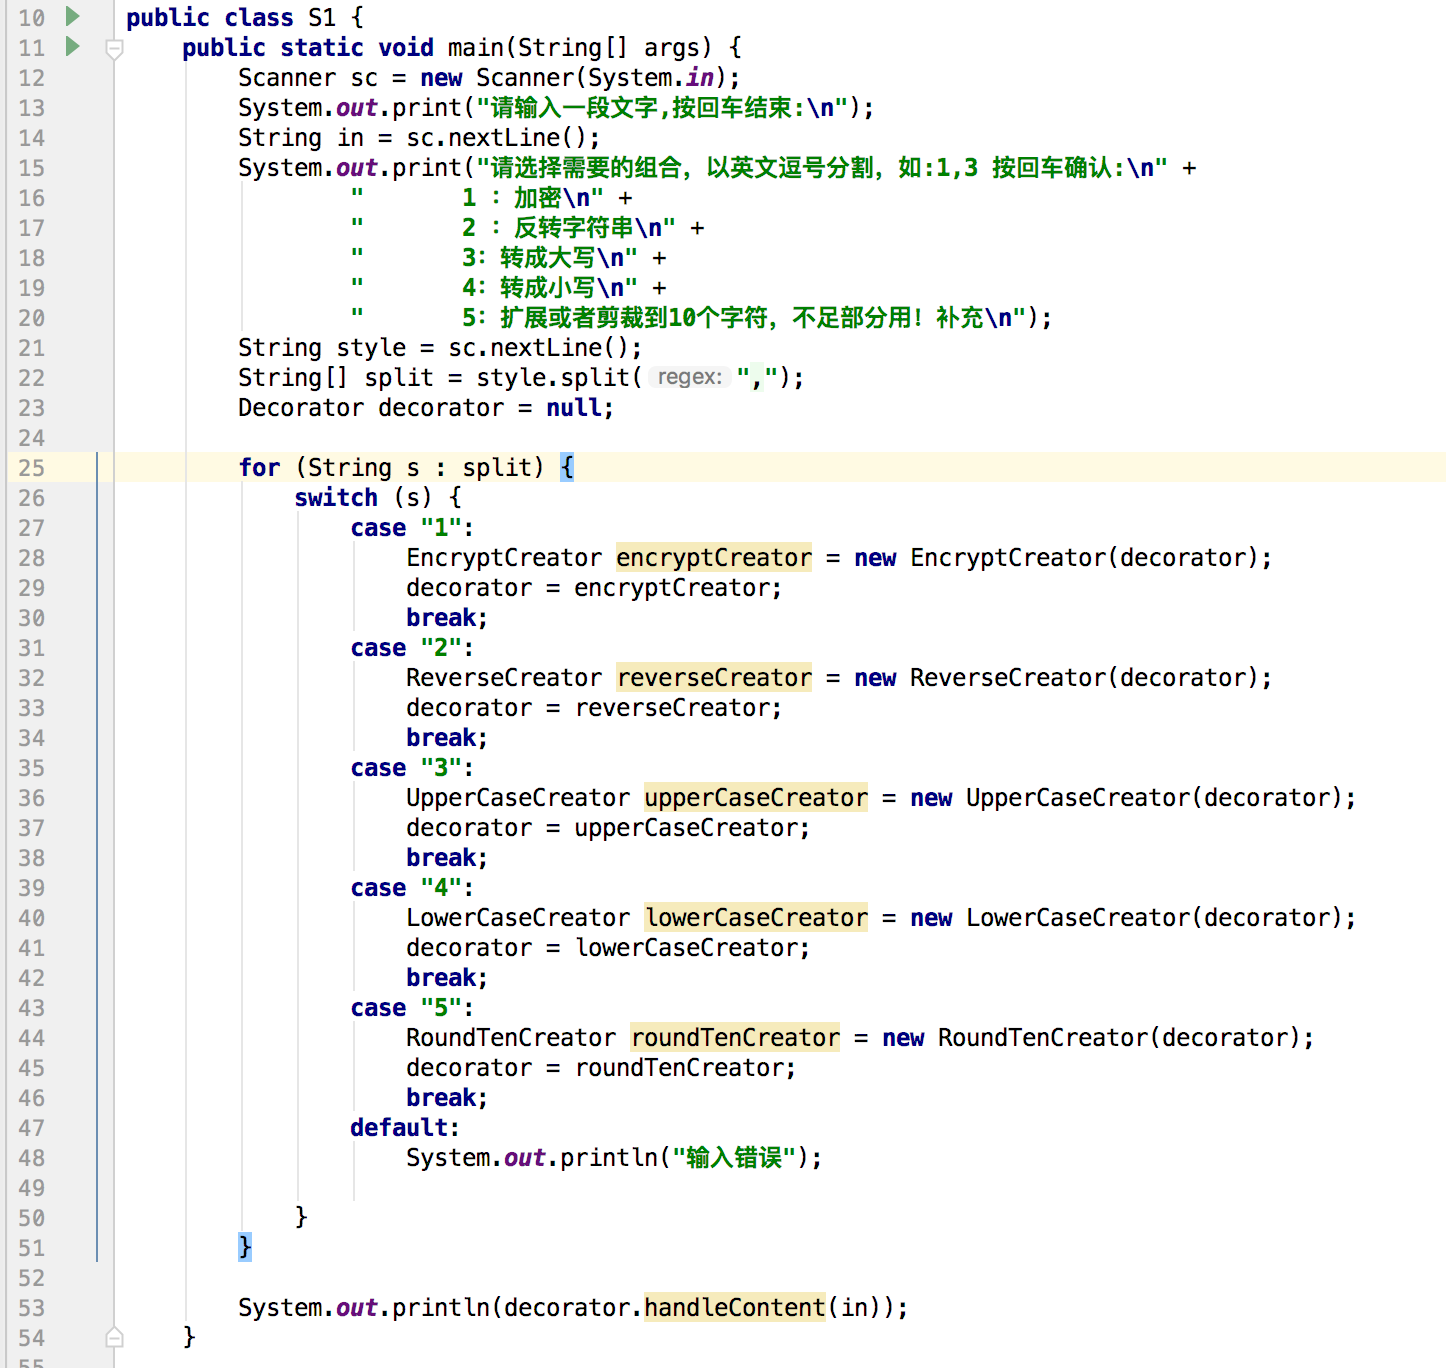 10 public class S1 {
11     public static void main(String[] args) {
12         Scanner sc = new Scanner(System.in);
13         System.out.print("请输入一段文字,按回车结束:\n");
14         String in = sc.nextLine();
15         System.out.print("请选择需要的组合，以英文逗号分割，如:1,3 按回车确认:\n" +
16                 "       1 : 加密\n" +
17                 "       2 : 反转字符串\n" +
18                 "       3: 转成大写\n" +
19                 "       4: 转成小写\n" +
20                 "       5: 扩展或者剪裁到10个字符，不足部分用！补充\n");
21         String style = sc.nextLine();
22         String[] split = style.split( regex: ",");
23         Decorator decorator = null;
24
25         for (String s : split) {
26             switch (s) {
27                 case "1":
28                     EncryptCreator encryptCreator = new EncryptCreator(decorator);
29                     decorator = encryptCreator;
30                     break;
31                 case "2":
32                     ReverseCreator reverseCreator = new ReverseCreator(decorator);
33                     decorator = reverseCreator;
34                     break;
35                 case "3":
36                     UpperCaseCreator upperCaseCreator = new UpperCaseCreator(decorator);
37                     decorator = upperCaseCreator;
38                     break;
39                 case "4":
40                     LowerCaseCreator lowerCaseCreator = new LowerCaseCreator(decorator);
41                     decorator = lowerCaseCreator;
42                     break;
43                 case "5":
44                     RoundTenCreator roundTenCreator = new RoundTenCreator(decorator);
45                     decorator = roundTenCreator;
46                     break;
47                 default:
48                     System.out.println("输入错误");
49
50             }
51         }
52
53         System.out.println(decorator.handleContent(in));
54     }
55